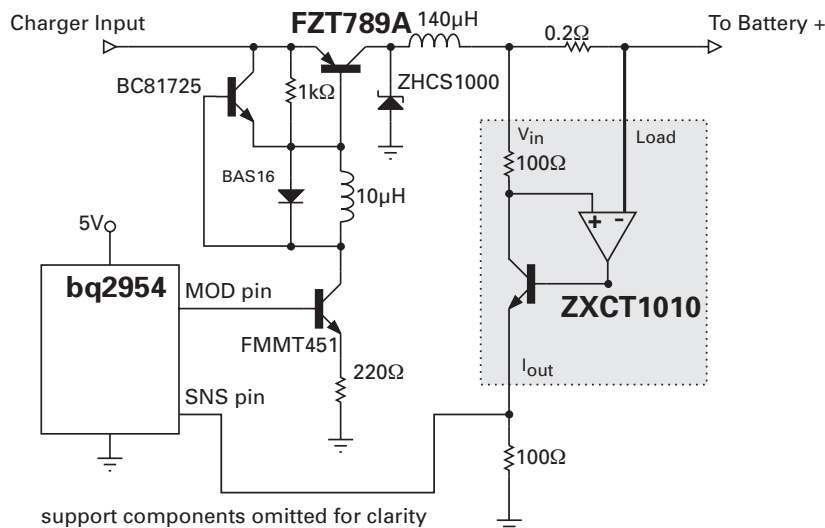 Charger Input
FZT789A
140µH
0.2Ω
To Battery +
BC81725
1kΩ
ZHCS1000
Vin
Load
100Ω
BAS16
10µH
+ -
5V
bq2954
MOD pin
ZXCT1010
FMMT451
220Ω
Iout
SNS pin
100Ω
support components omitted for clarity